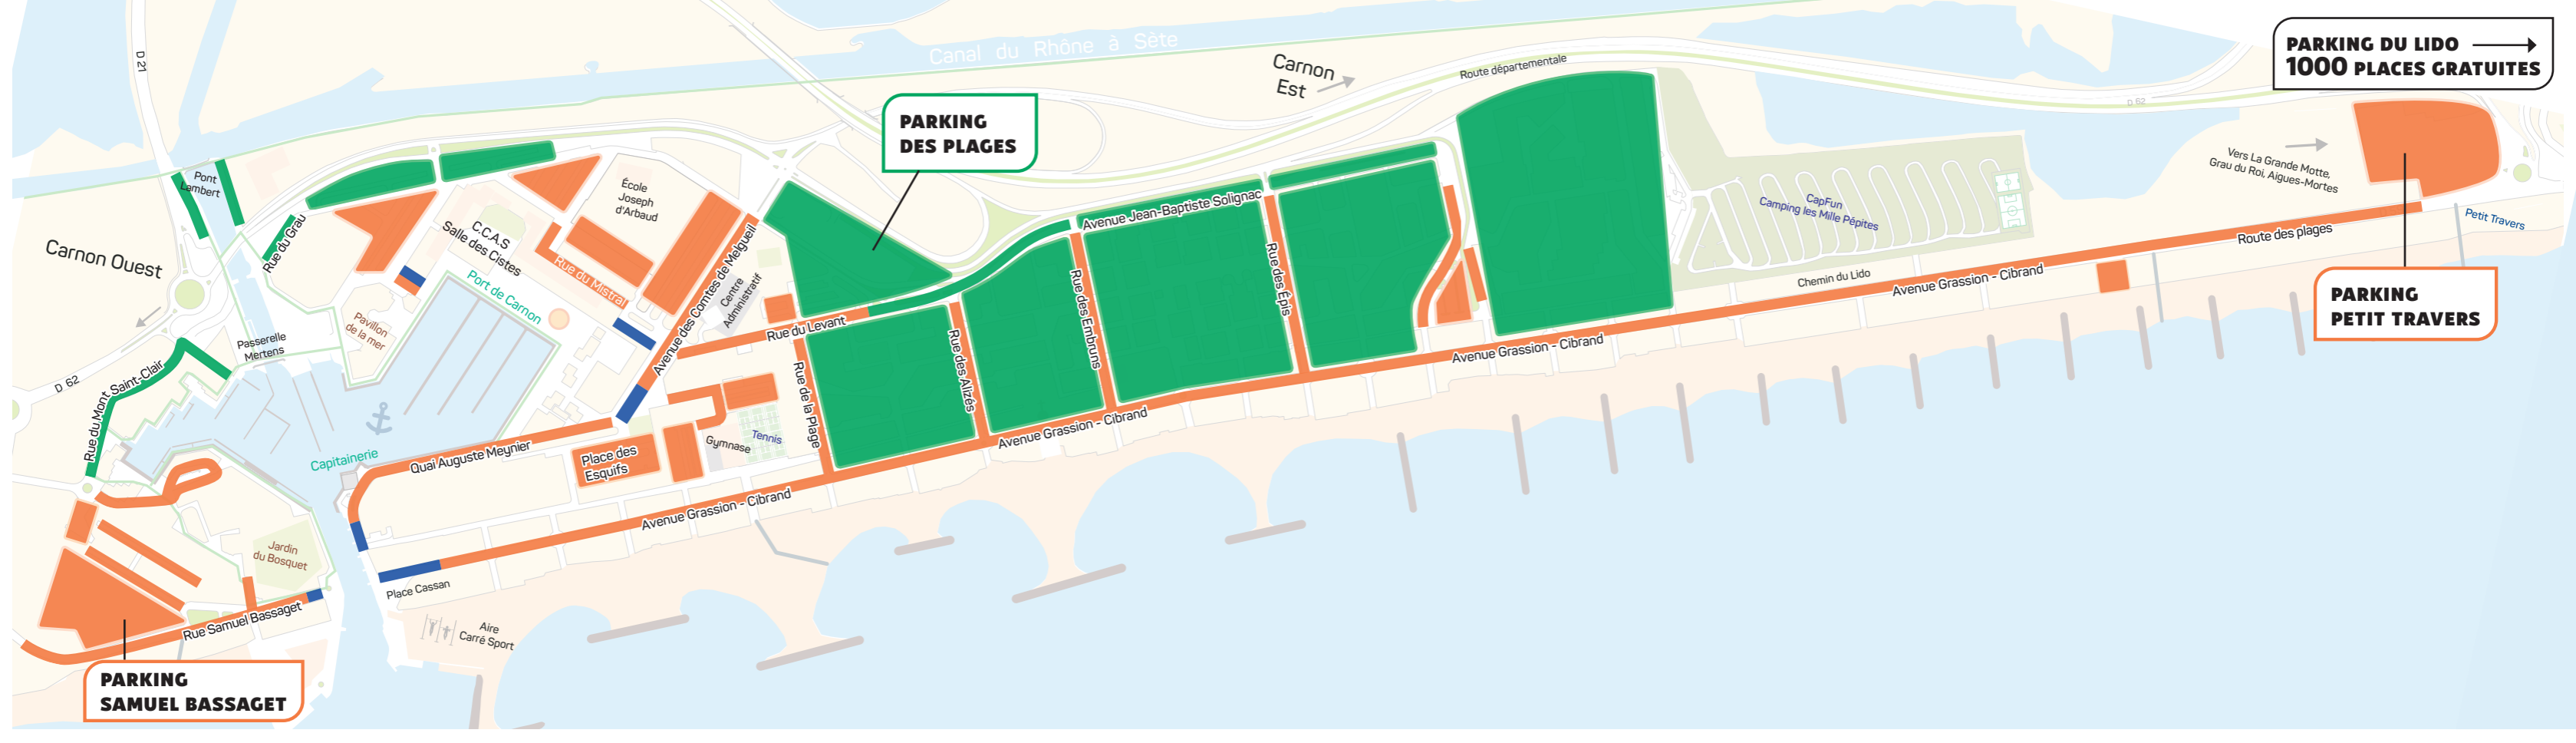 D 21
Canal du Rhône à Sète
Carnon
Est
Route départementale
D 62
PARKING DU LIDO
1000 PLACES GRATUITES
PARKING
DES PLAGES
Pont
Lambert
Rue du Grau
C.C.A.S
Salle des Cistes
École
Joseph
d'Arbaud
Rue du Mistral
Avenue des Comtes de Melgueil
Centre
Administratif
Avenue Jean-Baptiste Solignac
CapFun
Camping les Mille Pépites
Vers La Grande Motte,
Grau du Roi, Aigues-Mortes
Petit Travers
Route des plages
Carnon Ouest
Port de Carnon
Pavillon
de la mer
Passerelle
Mertens
D 62
Rue du Mont Saint-Clair
Rue du Levant
Rue de la Plage
Rue des Alizés
Rue des Embruns
Rue des Épis
Chemin du Lido
Avenue Grassion - Cibrand
Avenue Grassion - Cibrand
Avenue Grassion - Cibrand
Avenue Grassion - Cibrand
PARKING
PETIT TRAVERS
Capitainerie
Quai Auguste Meynier
Place des
Esquifs
Gymnase
Tennis
Jardin
du Bosquet
Place Cassan
Aire
Carré Sport
Rue Samuel Bassaget
PARKING
SAMUEL BASSAGET